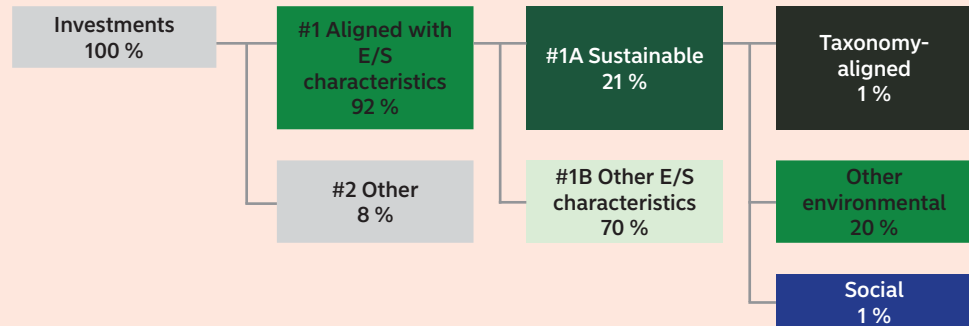 Investments
100 %
#1 Aligned with
E/S
characteristics
92 %
#1A Sustainable
21 %
Taxonomy-
aligned
1 %
#2 Other
8 %
#1B Other E/S
characteristics
70 %
Other
environmental
20 %
Social
1 %